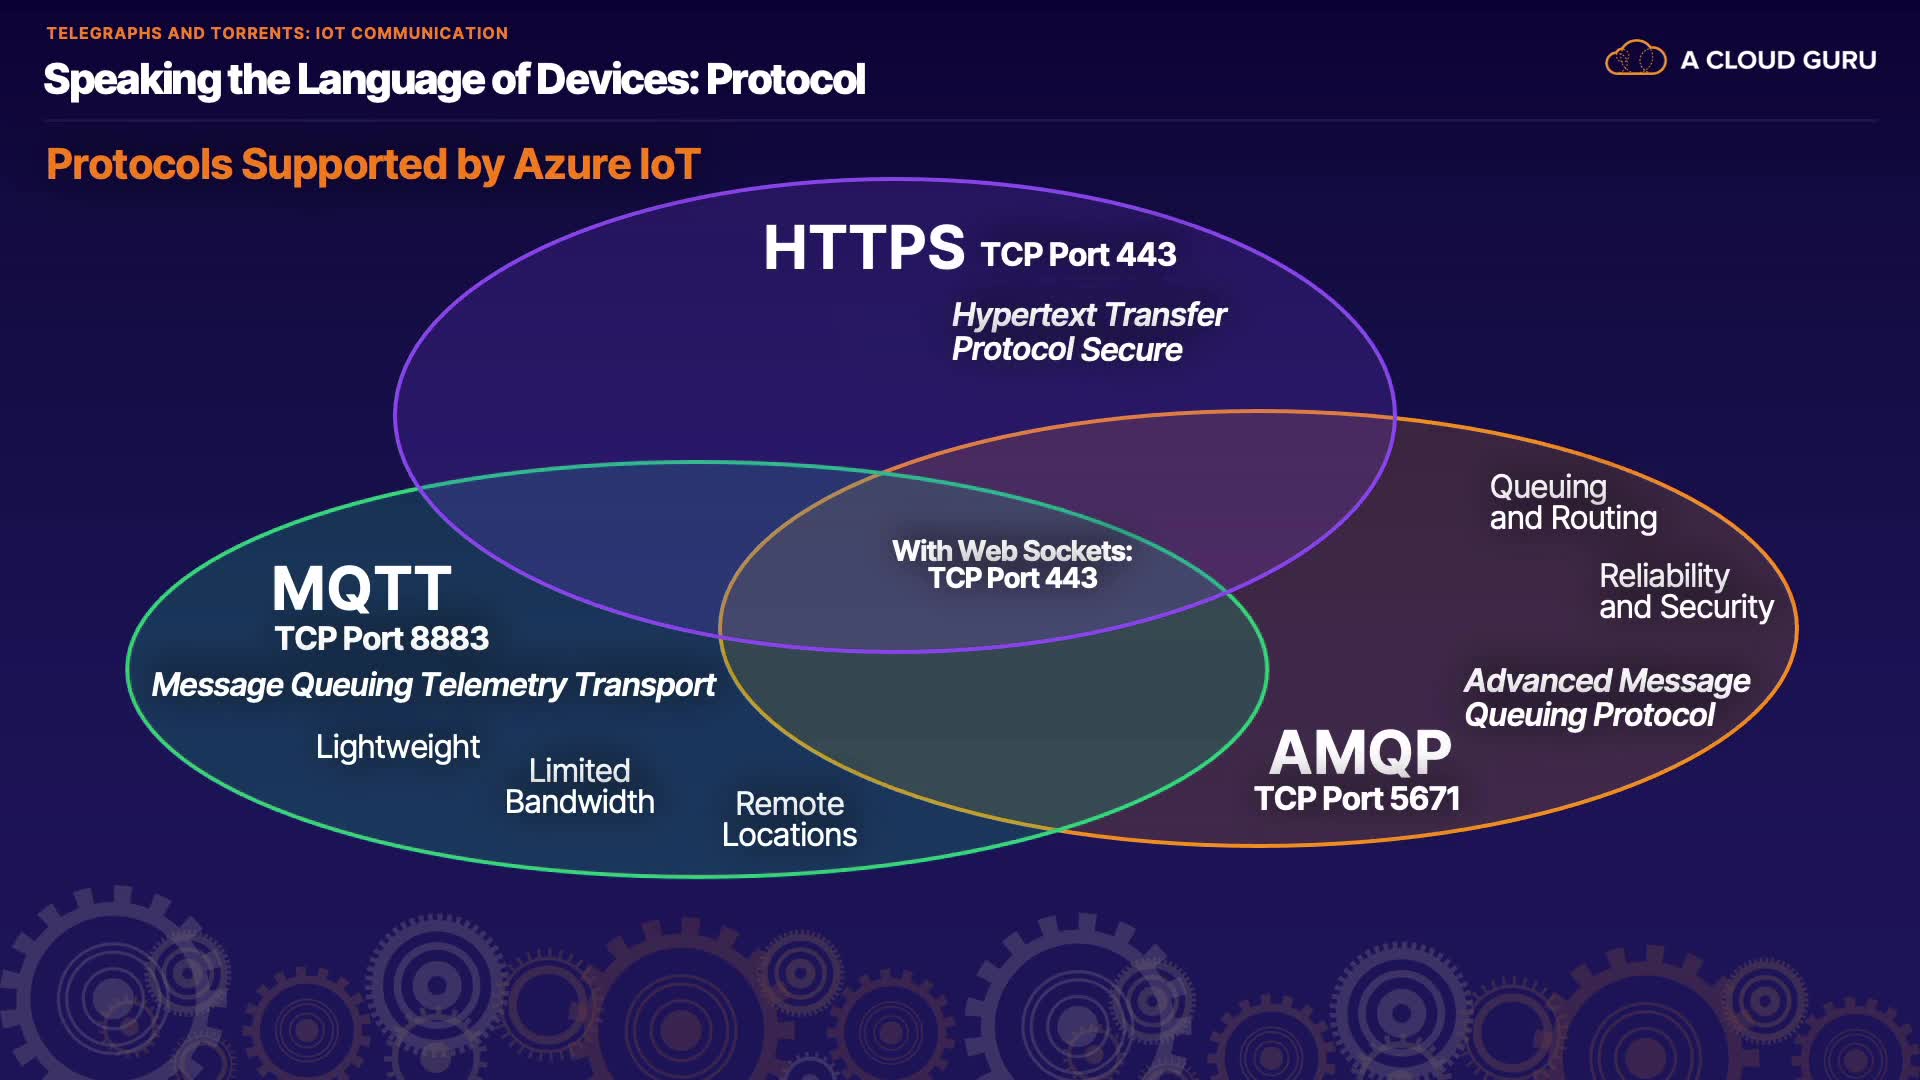 TELEGRAPHS AND TORRENTS: IOT COMMUNICATION
Speaking the Language of Devices: Protocol
A CLOUD GURU
Protocols Supported by Azure IoT
HTTPS TCP Port 443
Hypertext Transfer
Protocol Secure
Queuing
and Routing
With Web Sockets:
TCP Port 443
Reliability
and Security
MQTT
TCP Port 8883
Message Queuing Telemetry Transport
Advanced Message
Queuing Protocol
AMQP
TCP Port 5671
Lightweight
Limited
Bandwidth
Remote
Locations